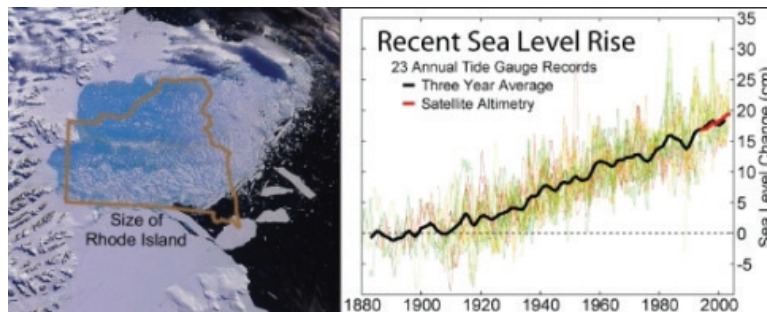 Size of
Rhode Island
Recent Sea Level Rise
23 Annual Tide Gauge Records
Three Year Average
Satellite Altimetry
35
30
25
20
15
10
5
0
-5
Sea Level Change (cm)
1880 1900 1920 1940 1960 1980 2000